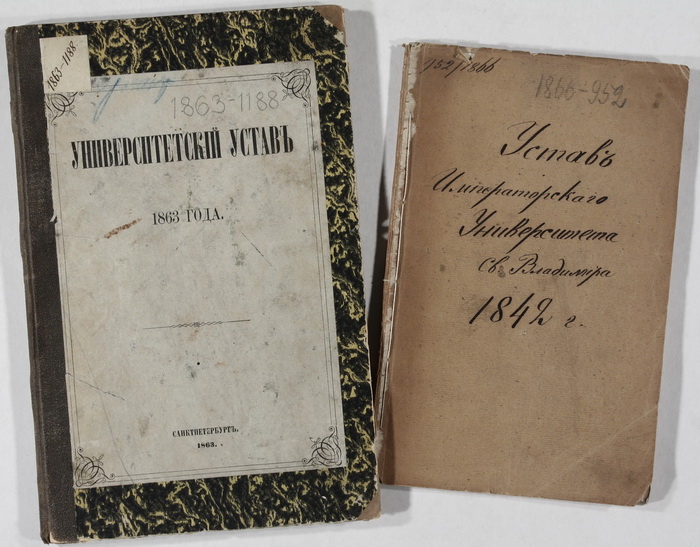 1863-1188
1863-1188
УНИВЕРСИТЕТСКІЙ УСТАВЪ
1863 ГОДА.
САНКТПЕТЕРБУРГЪ.
1863.
952/1866
1866-952
Уставъ
Императорскаго
Университета
Св. Владимира
1842 г.